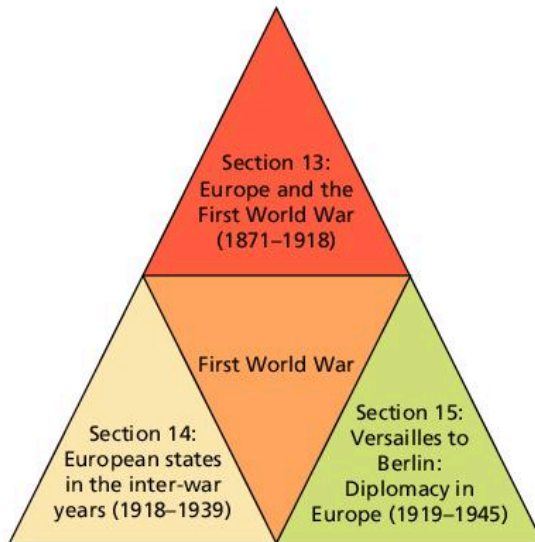 Section 13:
Europe and the
First World War
(1871–1918)
First World War
Section 14:
European states
in the inter-war
years (1918–1939)
Section 15:
Versailles to
Berlin:
Diplomacy in
Europe (1919–1945)